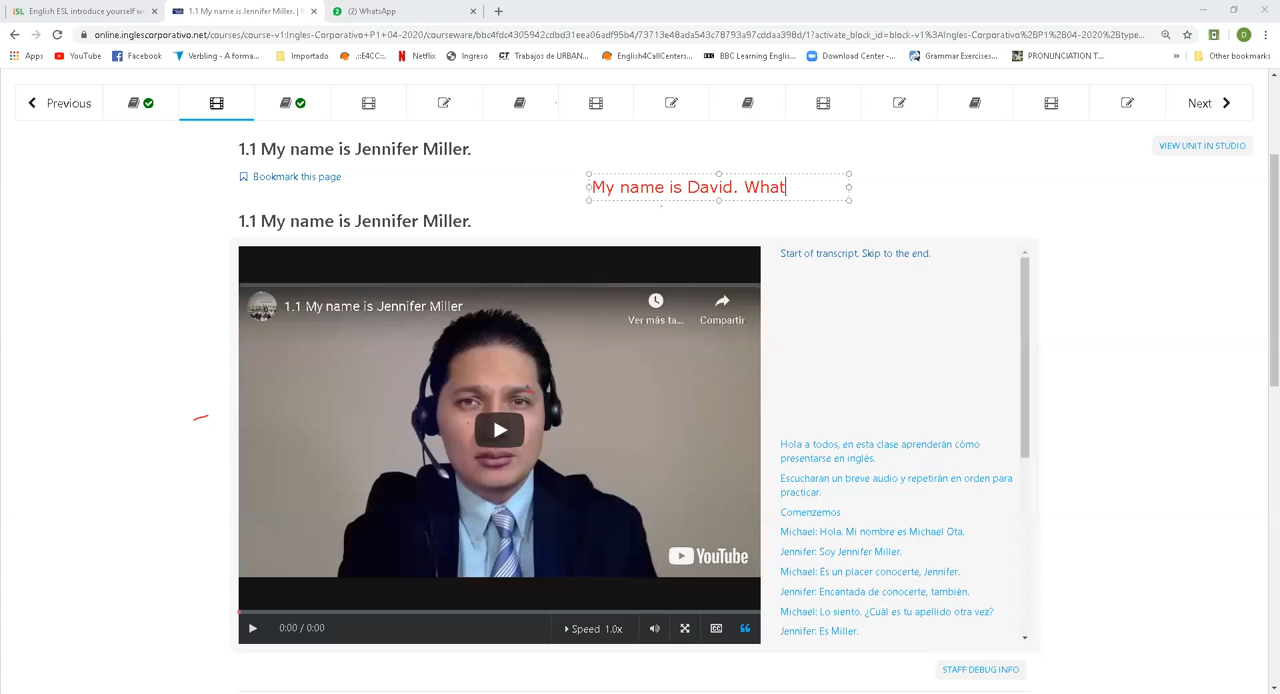 English ESL introduce yourself w
1.1 My name is Jennifer Miller. | I
(2) WhatsApp
online.inglescorporativo.net/courses/course-v1:Ingles-Corporativo+P1+04-2020/courseware/bbc4fdc4305942cdbd31eea06adf95b4/73713e48ada543c78793a97cddaa398d/1?activate_block_id=block-v1%3AIngles-Corporativo%2BP1%2B04-2020%2Btype...
D
Apps
YouTube
Facebook
Verbling - A forma...
Importado
.::E4CC::.
Netflix
Ingreso
CT Trabajos de URBAN...
English4CallCenters...
BBC Learning Englis...
Download Center -...
Grammar Exercises...
PRONUNCIATION T...
»
Other bookmarks
Previous
Next
1.1 My name is Jennifer Miller.
VIEW UNIT IN STUDIO
Bookmark this page
My name is David. What
1.1 My name is Jennifer Miller.
Start of transcript. Skip to the end.
1.1 My name is Jennifer Miller
Ver más ta...
Compartir
Hola a todos, en esta clase aprenderán còmo
presentarse en inglés.
Escucharan un breve audio y repetirán en orden para
practicar.
Comenzemos
Michael: Hola. Mi nombre es Michael Ota.
Jennifer: Soy Jennifer Miller.
Michael: Es un placer conocerte, Jennifer.
Jennifer: Encantada de conocerte, también.
Michael: Lo siento. ¿Cuál es tu apellido otra vez?
Jennifer: Es Miller.
YouTube
0:00 / 0:00
Speed 1.0x
STAFF DEBUG INFO